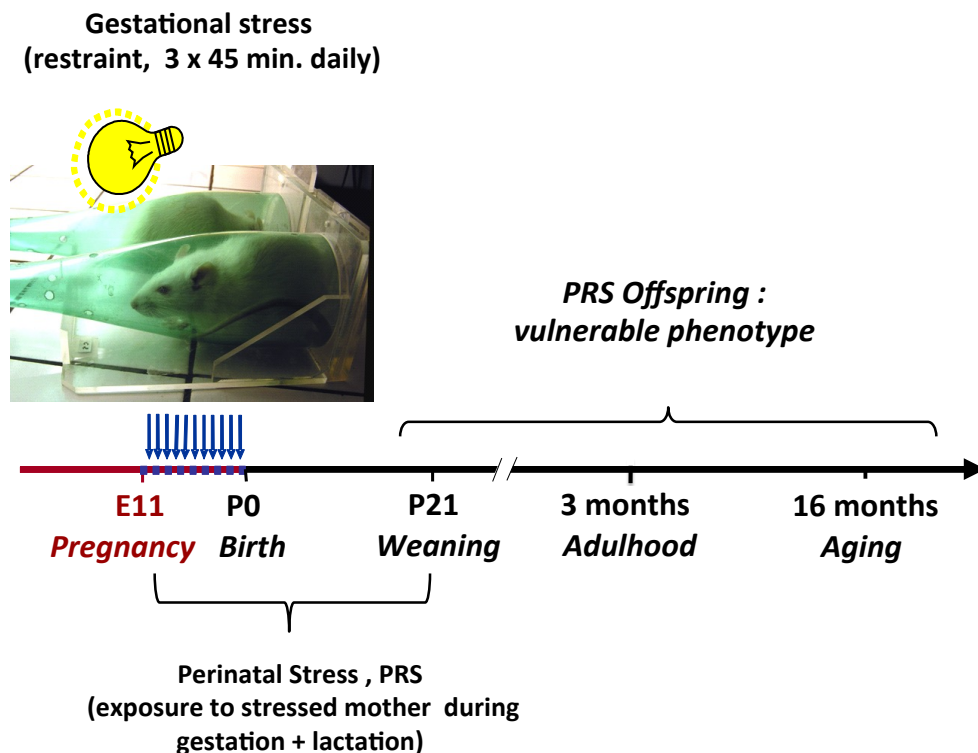 Gestational stress
(restraint, 3 x 45 min. daily)
PRS Offspring :
vulnerable phenotype
E11 P0 P21 3 months 16 months
Pregnancy Birth Weaning Adulhood Aging
Perinatal Stress , PRS
(exposure to stressed mother during
gestation + lactation)